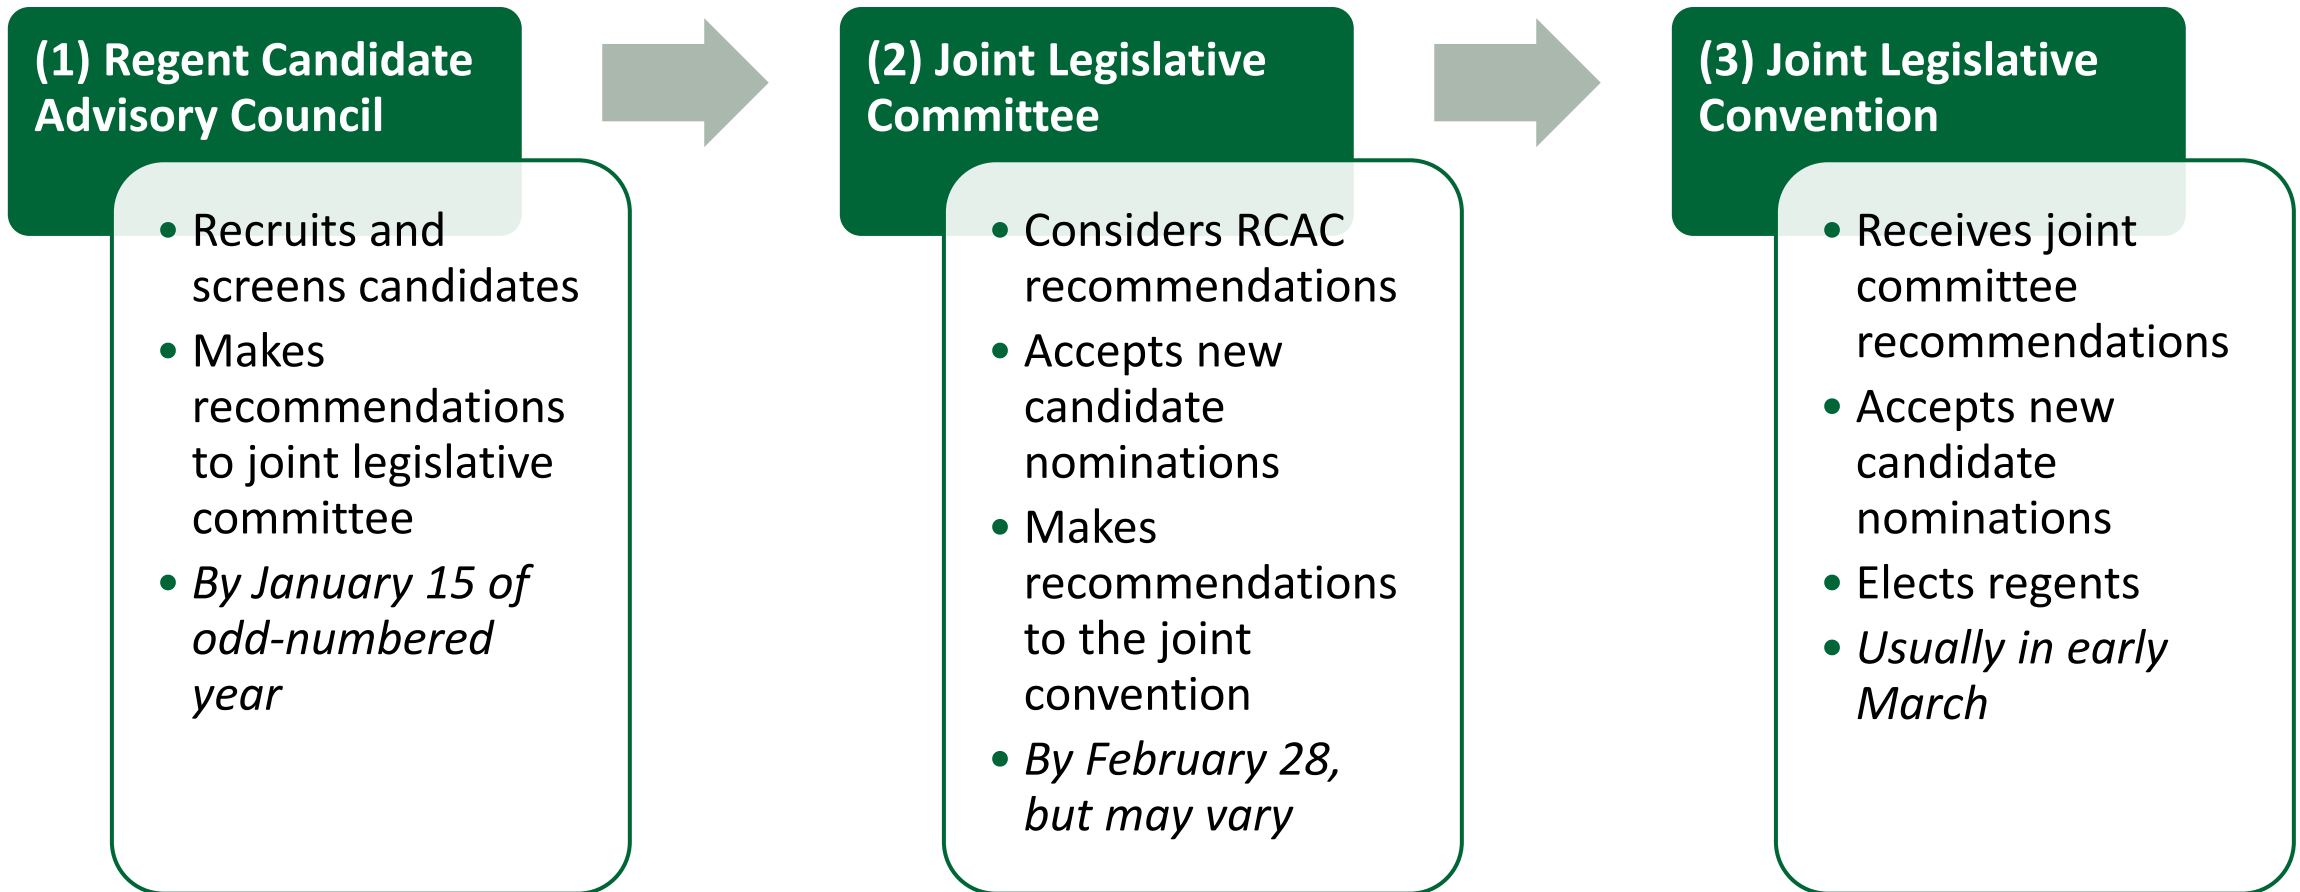 (1) Regent Candidate
Advisory Council
• Recruits and
screens candidates
• Makes
recommendations
to joint legislative
committee
• By January 15 of
odd-numbered
year
(2) Joint Legislative
Committee
• Considers RCAC
recommendations
• Accepts new
candidate
nominations
• Makes
recommendations
to the joint
convention
• By February 28,
but may vary
(3) Joint Legislative
Convention
• Receives joint
committee
recommendations
• Accepts new
candidate
nominations
• Elects regents
• Usually in early
March